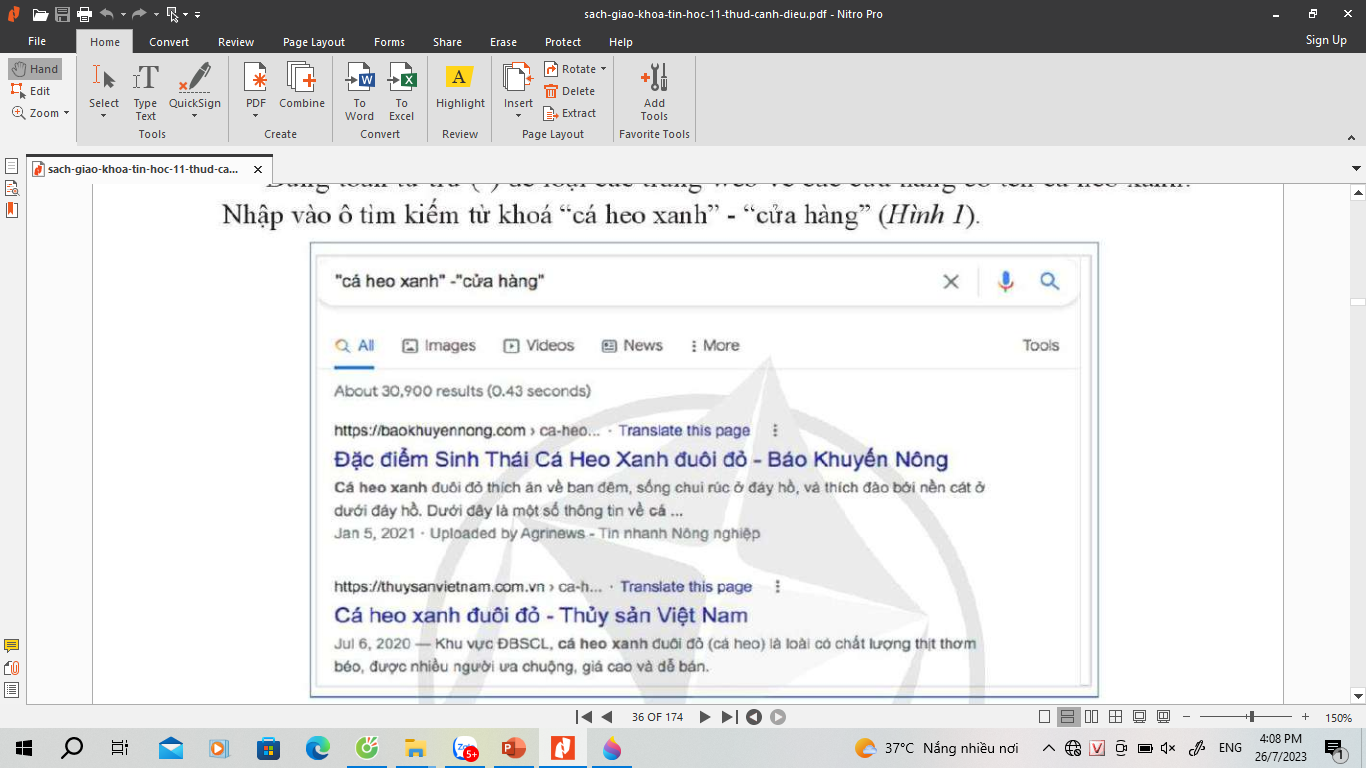 sach-giao-khoa-tin-hoc-11-thud-canh-dieu.pdf - Nitro Pro
File Home Convert Review Page Layout Forms Share Erase Protect Help Sign Up
Hand
Edit
Zoom
Select
Type Text
QuickSign
Tools
PDF
Combine
Create
To Word
To Excel
Convert
Highlight
Review
Insert
Rotate
Delete
Extract
Page Layout
Add Tools
Favorite Tools
sach-giao-khoa-tin-hoc-11-thud-ca...
Nhập vào ô tìm kiếm từ khoá “cá heo xanh” - “cửa hàng” (Hình 1).
"cá heo xanh" -"cửa hàng"
All Images Videos News More Tools
About 30,900 results (0.43 seconds)
https://baokhuyennong.com › ca-heo... · Translate this page
Đặc điểm Sinh Thái Cá Heo Xanh đuôi đỏ - Báo Khuyến Nông
Cá heo xanh đuôi đỏ thích ăn về ban đêm, sống chui rúc ở đáy hồ, và thích đào bới nền cát ở
dưới đáy hồ. Dưới đây là một số thông tin về cá ...
Jan 5, 2021 · Uploaded by Agrinews - Tin nhanh Nông nghiệp
https://thuysanvietnam.com.vn › ca-h... · Translate this page
Cá heo xanh đuôi đỏ - Thủy sản Việt Nam
Jul 6, 2020 — Khu vực ĐBSCL, cá heo xanh đuôi đỏ (cá heo) là loài có chất lượng thịt thơm
béo, được nhiều người ưa chuộng, giá cao và dễ bán.
36 OF 174
150%
37°C Nắng nhiều nơi
ENG
4:08 PM
26/7/2023